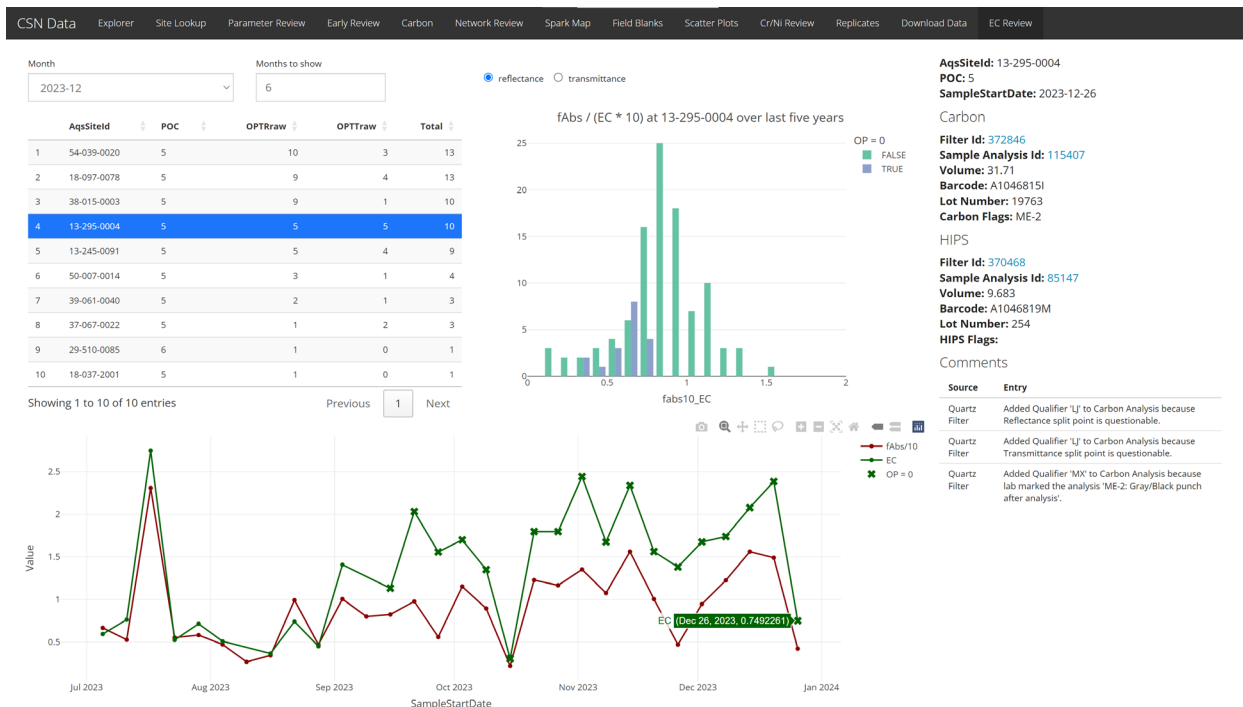 CSN Data Explorer Site Lookup Parameter Review Early Review Carbon Network Review Spark Map Field Blanks Scatter Plots Cr/Ni Review Replicates Download Data EC Review
Month Months to show
2023-12 6
reflectance transmittance
AqsSiteId POC OPTRraw OPTTraw Total
1 54-039-0020 5 10 3 13
2 18-097-0078 5 9 4 13
3 38-015-0003 5 9 1 10
4 13-295-0004 5 5 5 10
5 13-245-0091 5 5 4 9
6 50-007-0014 5 3 1 4
7 39-061-0040 5 2 1 3
8 37-067-0022 5 1 2 3
9 29-510-0085 6 1 0 1
10 18-037-2001 5 1 0 1
Showing 1 to 10 of 10 entries Previous 1 Next
fAbs / (EC * 10) at 13-295-0004 over last five years
OP = 0
FALSE
TRUE
25
20
15
10
5
0
0 0.5 1 1.5 2
fabs10_EC
AqsSiteId: 13-295-0004
POC: 5
SampleStartDate: 2023-12-26
Carbon
Filter Id: 372846
Sample Analysis Id: 115407
Volume: 31.71
Barcode: A1046815I
Lot Number: 19763
Carbon Flags: ME-2
HIPS
Filter Id: 370468
Sample Analysis Id: 85147
Volume: 9.683
Barcode: A1046819M
Lot Number: 254
HIPS Flags:
Comments
Source Entry
Quartz Filter Added Qualifier 'LJ' to Carbon Analysis because
Reflectance split point is questionable.
Quartz Filter Added Qualifier 'LJ' to Carbon Analysis because
Transmittance split point is questionable.
Quartz Filter Added Qualifier 'MX' to Carbon Analysis because
lab marked the analysis 'ME-2: Gray/Black punch
after analysis'.
fAbs/10
EC
OP = 0
Value
2.5
2
1.5
1
0.5
EC (Dec 26, 2023, 0.7492261)
Jul 2023 Aug 2023 Sep 2023 Oct 2023 Nov 2023 Dec 2023 Jan 2024
SampleStartDate